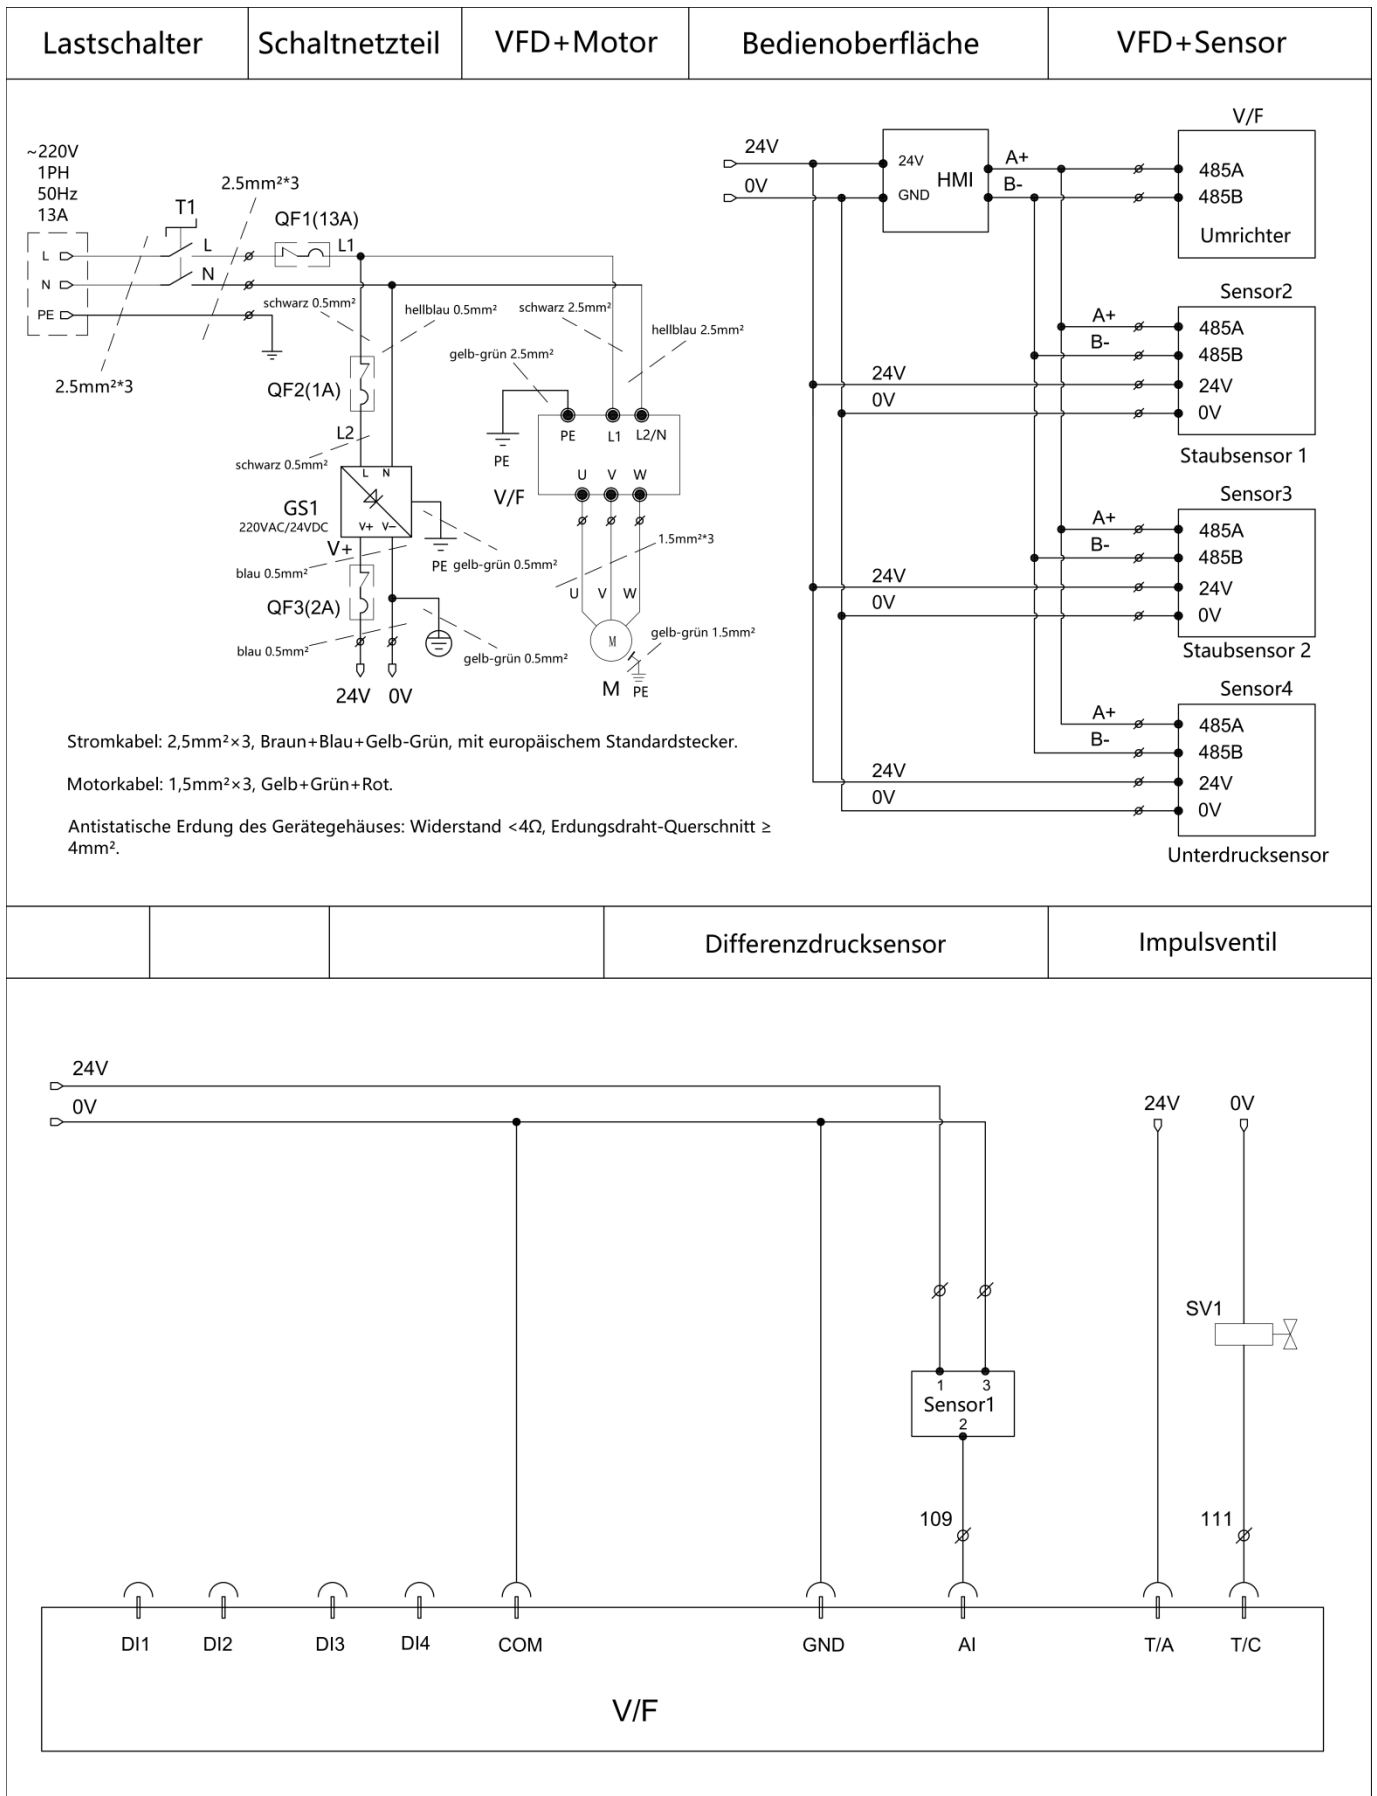 Lastschalter
Schaltnetzteil
VFD+Motor
Bedienoberfläche
VFD+Sensor
~220V
1PH
50Hz
13A
L
N
PE
2.5mm²*3
T1
L
N
2.5mm²*3
QF1(13A)
L1
schwarz 0.5mm²
hellblau 0.5mm²
QF2(1A)
L2
schwarz 0.5mm²
L N
GS1
220VAC/24VDC
V+ V−
V+
PE
gelb-grün 0.5mm²
blau 0.5mm²
QF3(2A)
blau 0.5mm²
gelb-grün 0.5mm²
24V 0V
schwarz 2.5mm²
hellblau 2.5mm²
gelb-grün 2.5mm²
PE
PE L1 L2/N
U V W
V/F
1.5mm²*3
U V W
M
gelb-grün 1.5mm²
M PE
Stromkabel: 2,5mm²×3, Braun+Blau+Gelb-Grün, mit europäischem Standardstecker.
Motorkabel: 1,5mm²×3, Gelb+Grün+Rot.
Antistatische Erdung des Gerätegehäuses: Widerstand <4Ω, Erdungsdraht-Querschnitt ≥
4mm².
24V
0V
24V
GND
HMI
A+
B-
V/F
485A
485B
Umrichter
Sensor2
A+
B-
24V
0V
485A
485B
24V
0V
Staubsensor 1
Sensor3
A+
B-
24V
0V
485A
485B
24V
0V
Staubsensor 2
Sensor4
A+
B-
24V
0V
485A
485B
24V
0V
Unterdrucksensor
Differenzdrucksensor
Impulsventil
24V
0V
24V
0V
SV1
1 3
Sensor1
2
109
111
DI1
DI2
DI3
DI4
COM
GND
AI
T/A
T/C
V/F